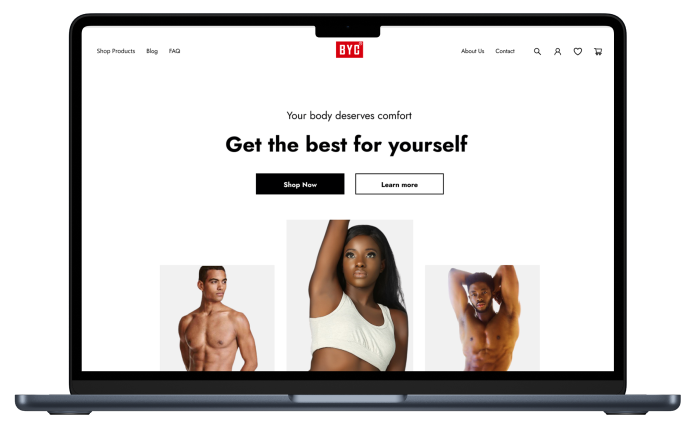 Shop Products Blog FAQ BYC About Us Contact
Your body deserves comfort
Get the best for yourself
Shop Now Learn more